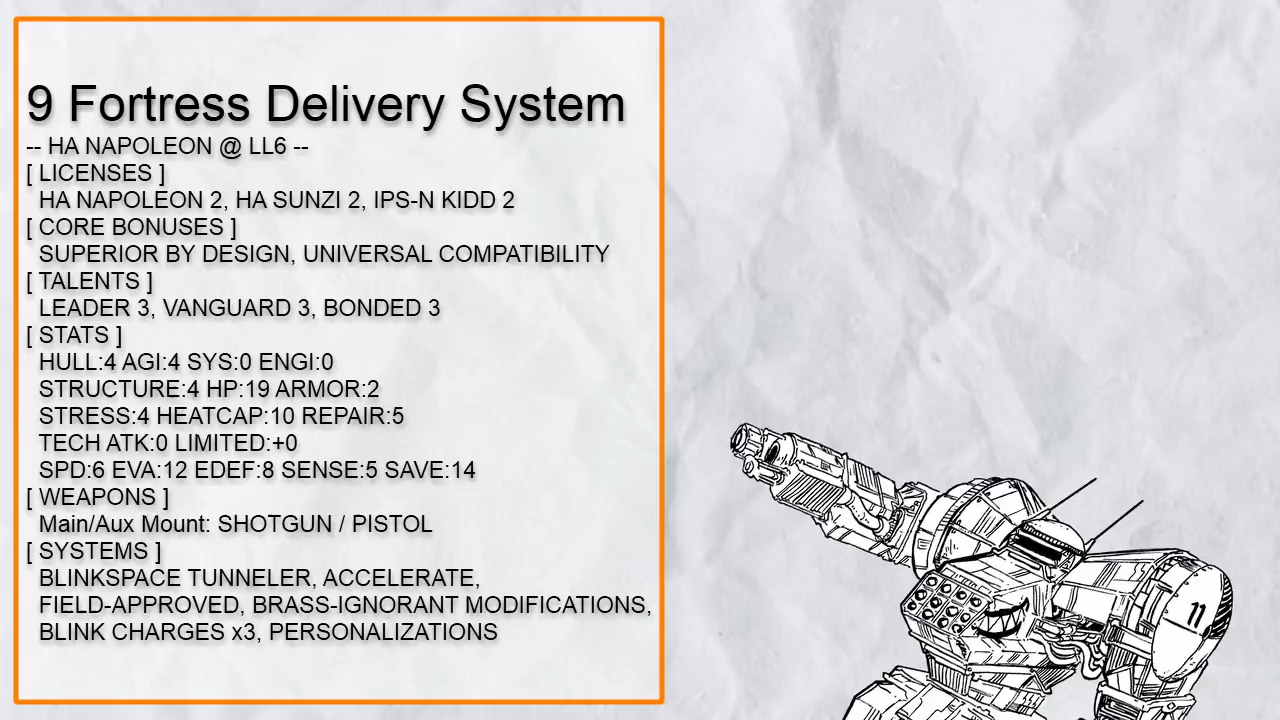 9 Fortress Delivery System
-- HA NAPOLEON @ LL6 --
[ LICENSES ]
HA NAPOLEON 2, HA SUNZI 2, IPS-N KIDD 2
[ CORE BONUSES ]
SUPERIOR BY DESIGN, UNIVERSAL COMPATIBILITY
[ TALENTS ]
LEADER 3, VANGUARD 3, BONDED 3
[ STATS ]
HULL:4 AGI:4 SYS:0 ENGI:0
STRUCTURE:4 HP:19 ARMOR:2
STRESS:4 HEATCAP:10 REPAIR:5
TECH ATK:0 LIMITED:+0
SPD:6 EVA:12 EDEF:8 SENSE:5 SAVE:14
[ WEAPONS ]
Main/Aux Mount: SHOTGUN / PISTOL
[ SYSTEMS ]
BLINKSPACE TUNNELER, ACCELERATE,
FIELD-APPROVED, BRASS-IGNORANT MODIFICATIONS,
BLINK CHARGES x3, PERSONALIZATIONS
11